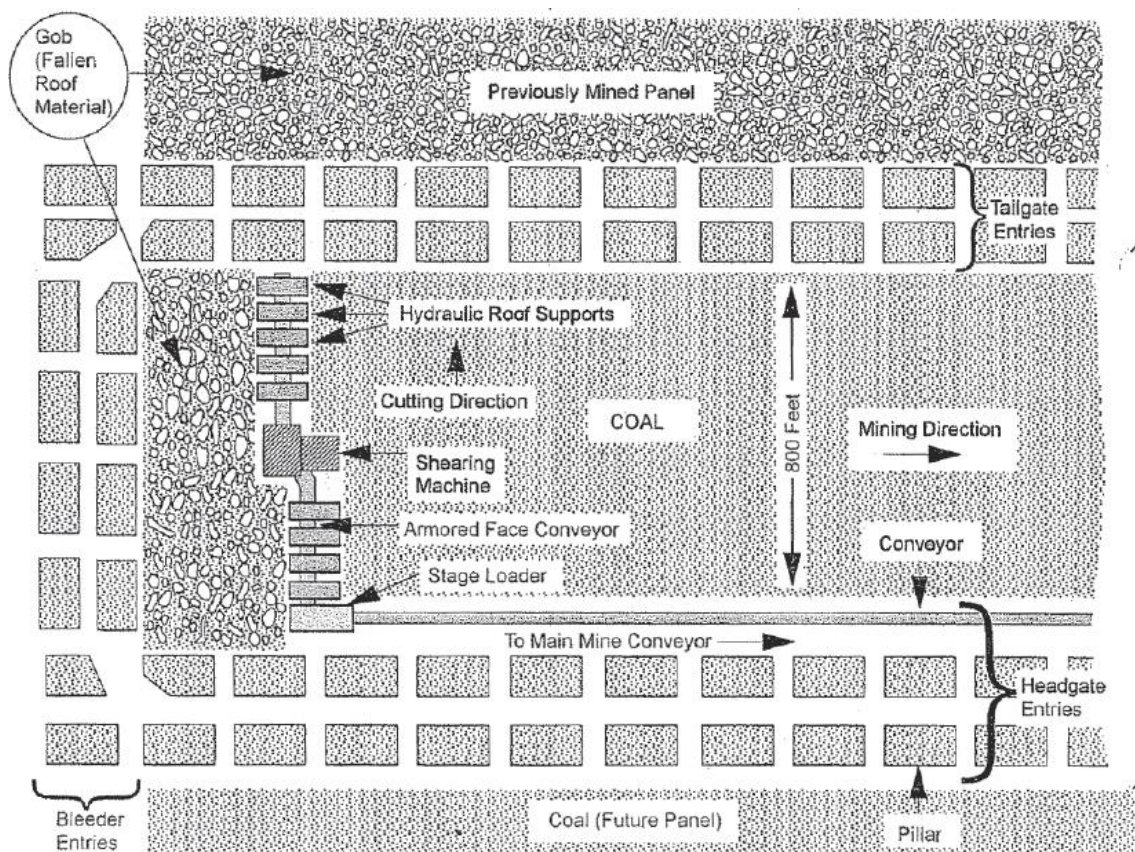 Gob
(Fallen
Roof
Material)
Previously Mined Panel
Tailgate
Entries
Hydraulic Roof Supports
Cutting Direction
COAL
800 Feet
Mining Direction
Shearing
Machine
Armored Face Conveyor
Conveyor
Stage Loader
To Main Mine Conveyor
Headgate
Entries
Bleeder
Entries
Coal (Future Panel)
Pillar